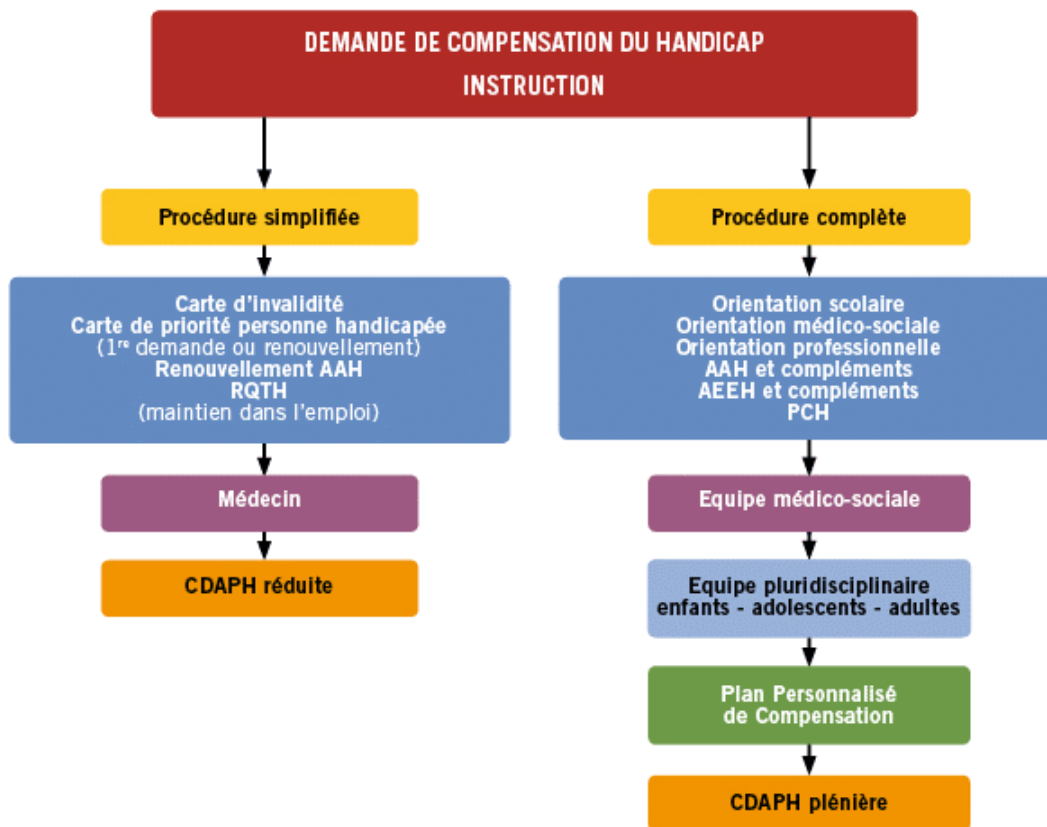 DEMANDE DE COMPENSATION DU HANDICAP
INSTRUCTION
Procédure simplifiée
Carte d'invalidité
Carte de priorité personne handicapée
(1re demande ou renouvellement)
Renouvellement AAH
RQTH
(maintien dans l'emploi)
Médecin
CDAPH réduite
Procédure complète
Orientation scolaire
Orientation médico-sociale
Orientation professionnelle
AAH et compléments
AEEH et compléments
PCH
Equipe médico-sociale
Equipe pluridisciplinaire
enfants - adolescents - adultes
Plan Personnalisé
de Compensation
CDAPH plénière